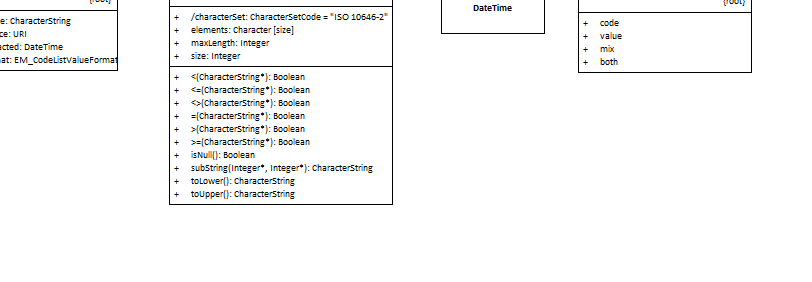 {root}
e: CharacterString
ce: URI
acted: DateTime
at: EM_CodeListValueFormat
+ /characterSet: CharacterSetCode = "ISO 10646-2"
+ elements: Character [size]
+ maxLength: Integer
+ size: Integer
+ <(CharacterString*): Boolean
+ <=(CharacterString*): Boolean
+ <>(CharacterString*): Boolean
+ =(CharacterString*): Boolean
+ >(CharacterString*): Boolean
+ >=(CharacterString*): Boolean
+ isNull(): Boolean
+ subString(Integer*, Integer*): CharacterString
+ toLower(): CharacterString
+ toUpper(): CharacterString
DateTime
{root}
+ code
+ value
+ mix
+ both